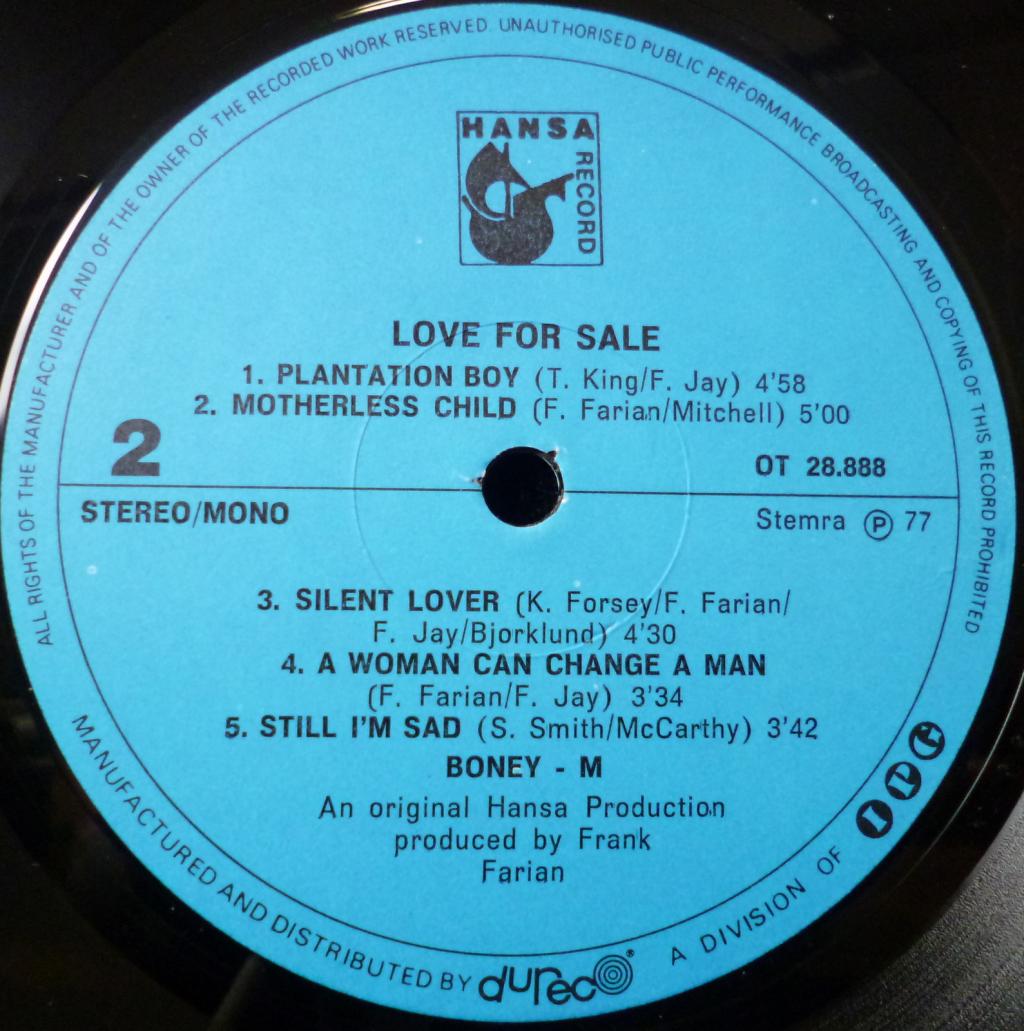 ALL RIGHTS OF THE MANUFACTURER AND OF THE OWNER OF THE RECORDED WORK RESERVED. UNAUTHORISED PUBLIC PERFORMANCE BROADCASTING AND COPYING OF THIS RECORD PROHIBITED
HANSA
RECORD
LOVE FOR SALE
1. PLANTATION BOY (T. King/F. Jay) 4'58
2. MOTHERLESS CHILD (F. Farian/Mitchell) 5'00
2
OT 28.888
STEREO/MONO
Stemra Ⓟ 77
3. SILENT LOVER (K. Forsey/F. Farian/
F. Jay/Bjorklund) 4'30
4. A WOMAN CAN CHANGE A MAN
(F. Farian/F. Jay) 3'34
5. STILL I'M SAD (S. Smith/McCarthy) 3'42
BONEY - M
An original Hansa Production
produced by Frank
Farian
MANUFACTURED AND DISTRIBUTED BY dureco® A DIVISION OF IPG